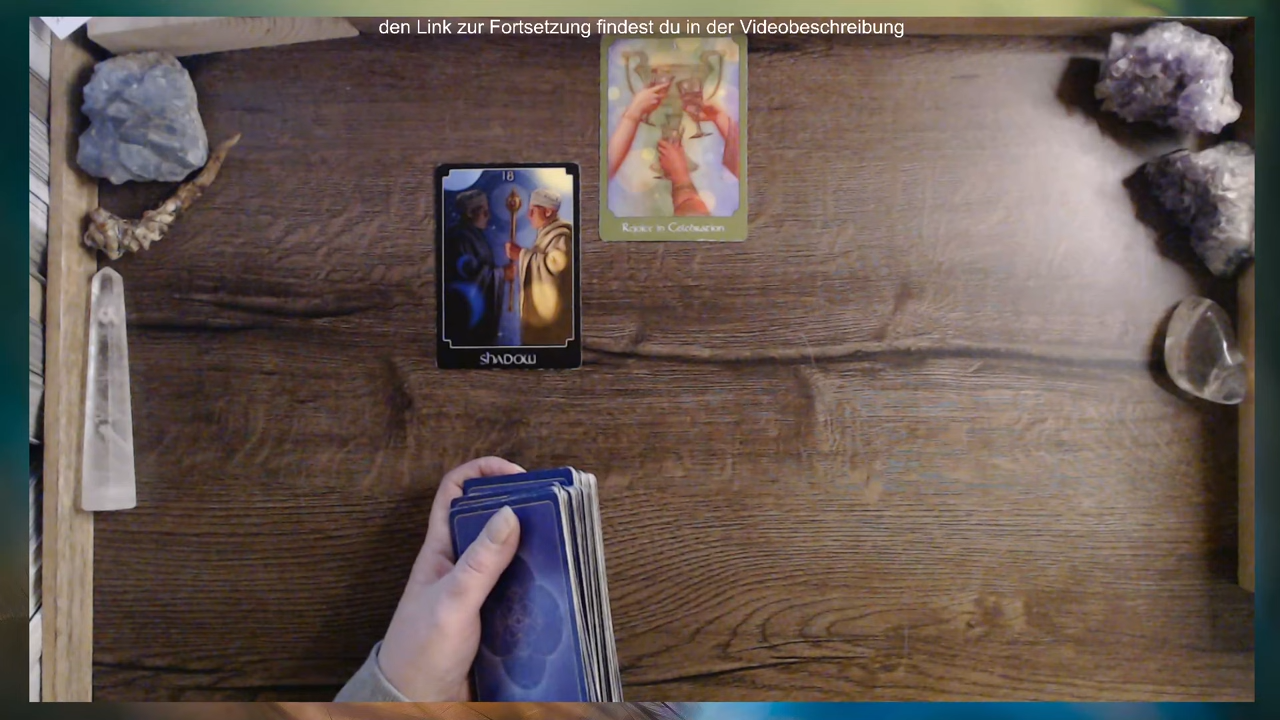 den Link zur Fortsetzung findest du in der Videobeschreibung
Rejoice in Celebration
18
SHADOW